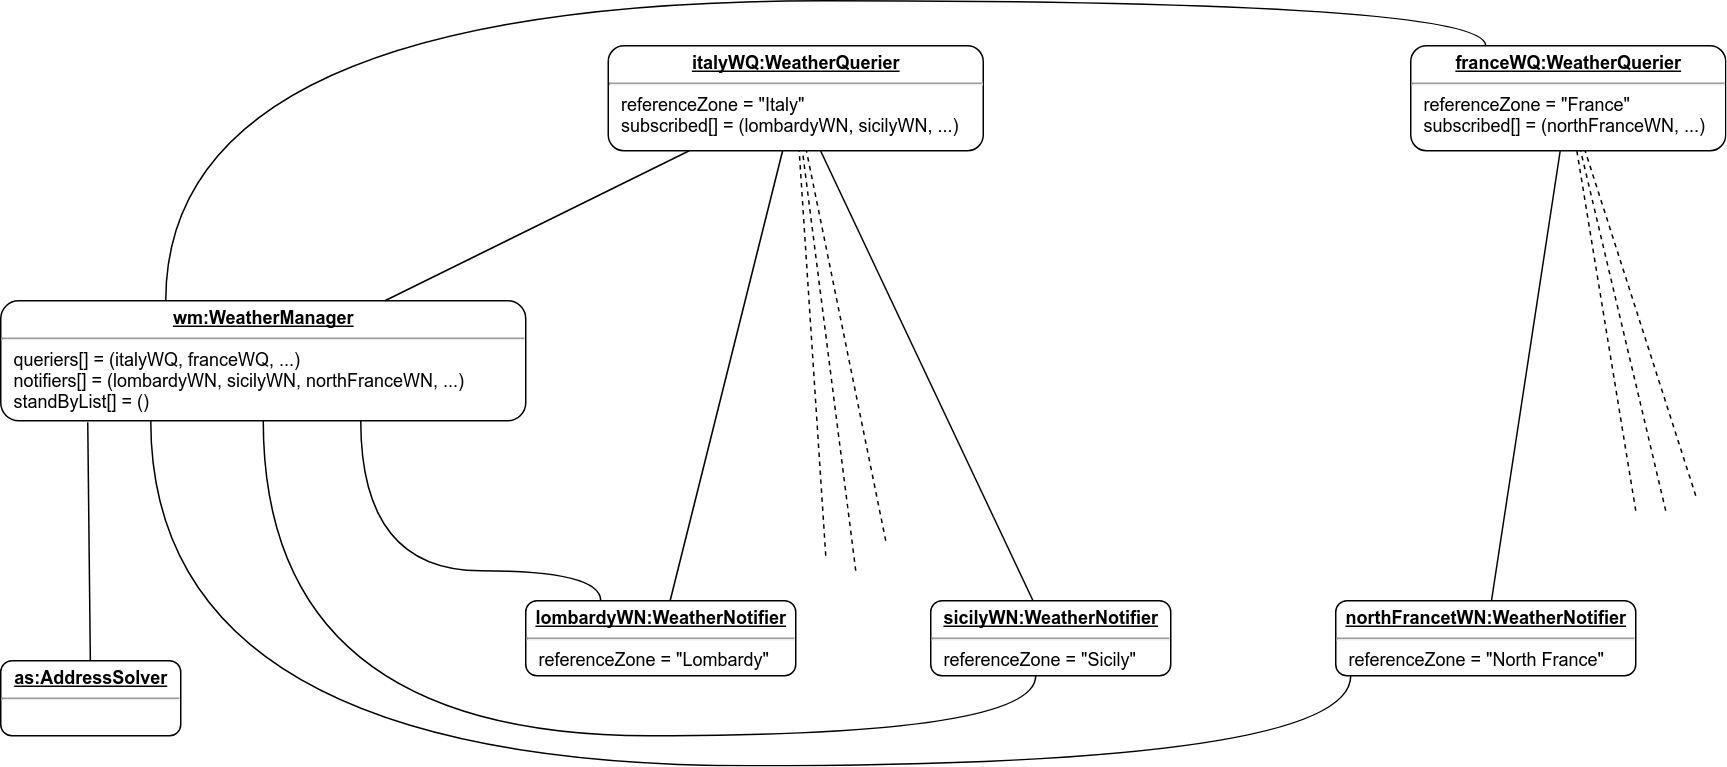 italyWQ:WeatherQuerier
referenceZone = "Italy"
subscribed[] = (lombardyWN, sicilyWN, ...)
franceWQ:WeatherQuerier
referenceZone = "France"
subscribed[] = (northFranceWN, ...)
wm:WeatherManager
queriers[] = (italyWQ, franceWQ, ...)
notifiers[] = (lombardyWN, sicilyWN, northFranceWN, ...)
standByList[] = ()
lombardyWN:WeatherNotifier
referenceZone = "Lombardy"
sicilyWN:WeatherNotifier
referenceZone = "Sicily"
northFrancetWN:WeatherNotifier
referenceZone = "North France"
as:AddressSolver